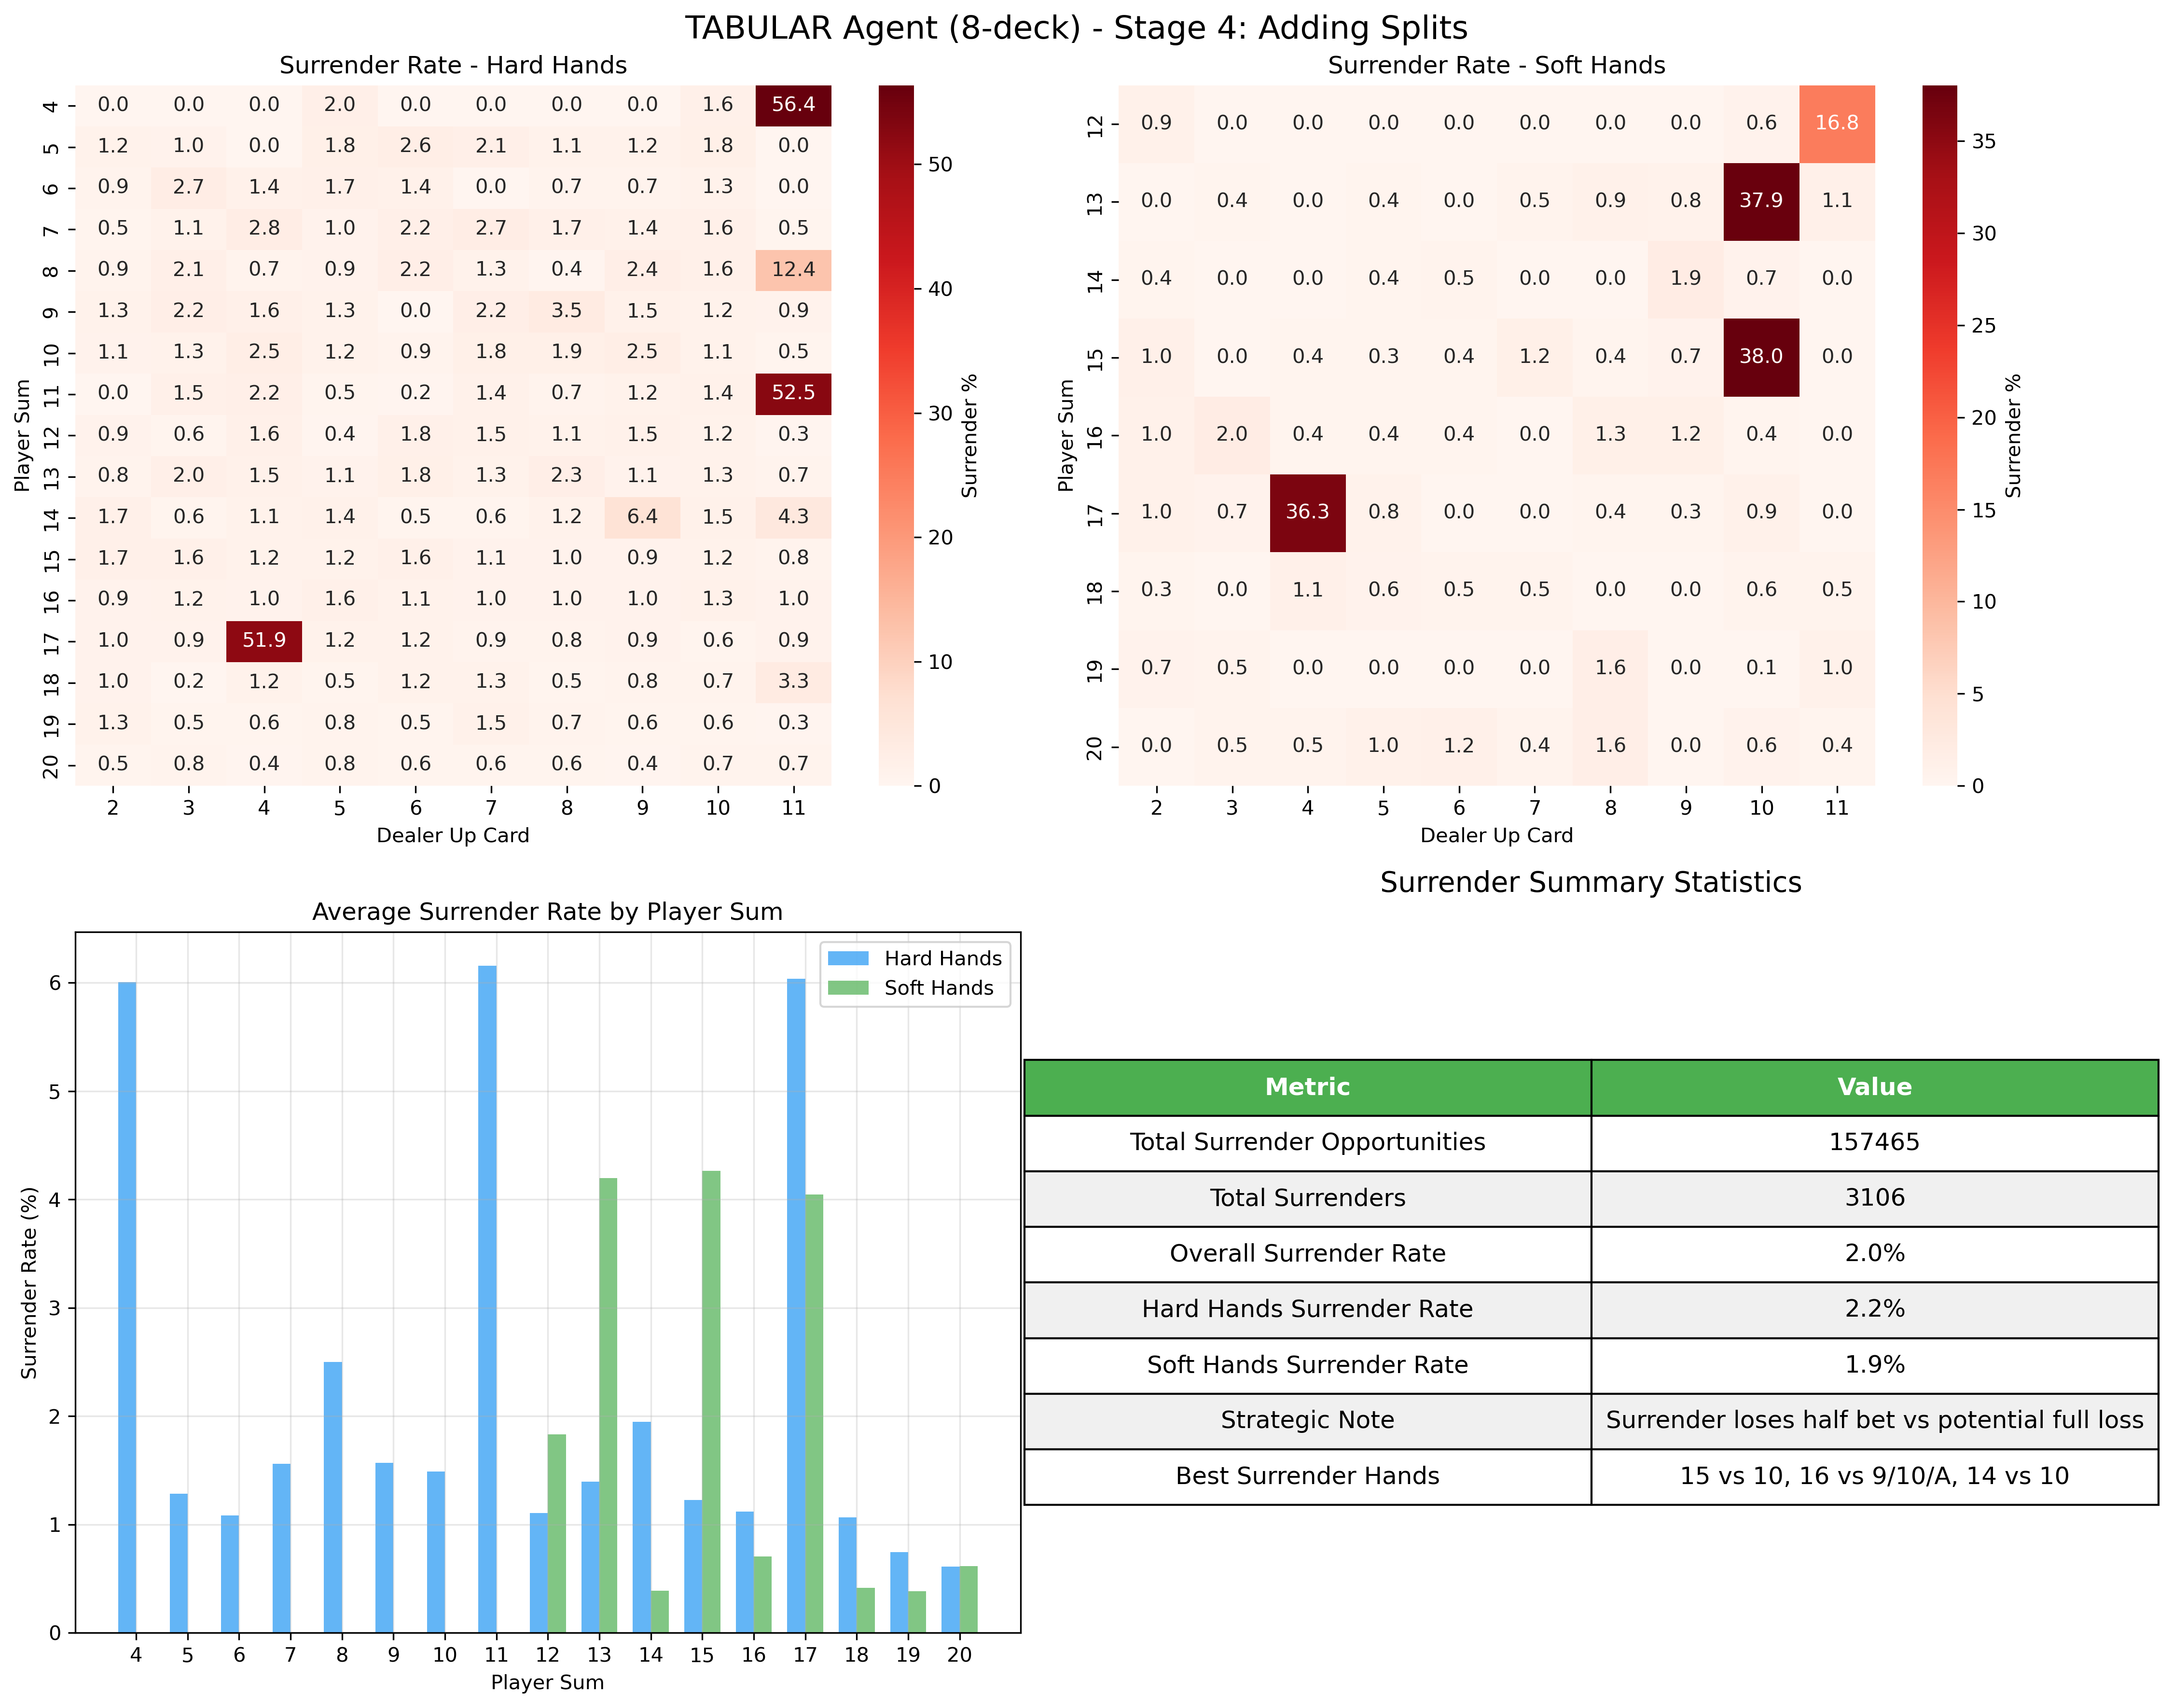 TABULAR Agent (8-deck) - Stage 4: Adding Splits
Surrender Rate - Hard Hands
Player Sum
4 0.0 0.0 0.0 2.0 0.0 0.0 0.0 0.0 1.6 56.4
5 1.2 1.0 0.0 1.8 2.6 2.1 1.1 1.2 1.8 0.0
6 0.9 2.7 1.4 1.7 1.4 0.0 0.7 0.7 1.3 0.0
7 0.5 1.1 2.8 1.0 2.2 2.7 1.7 1.4 1.6 0.5
8 0.9 2.1 0.7 0.9 2.2 1.3 0.4 2.4 1.6 12.4
9 1.3 2.2 1.6 1.3 0.0 2.2 3.5 1.5 1.2 0.9
10 1.1 1.3 2.5 1.2 0.9 1.8 1.9 2.5 1.1 0.5
11 0.0 1.5 2.2 0.5 0.2 1.4 0.7 1.2 1.4 52.5
12 0.9 0.6 1.6 0.4 1.8 1.5 1.1 1.5 1.2 0.3
13 0.8 2.0 1.5 1.1 1.8 1.3 2.3 1.1 1.3 0.7
14 1.7 0.6 1.1 1.4 0.5 0.6 1.2 6.4 1.5 4.3
15 1.7 1.6 1.2 1.2 1.6 1.1 1.0 0.9 1.2 0.8
16 0.9 1.2 1.0 1.6 1.1 1.0 1.0 1.0 1.3 1.0
17 1.0 0.9 51.9 1.2 1.2 0.9 0.8 0.9 0.6 0.9
18 1.0 0.2 1.2 0.5 1.2 1.3 0.5 0.8 0.7 3.3
19 1.3 0.5 0.6 0.8 0.5 1.5 0.7 0.6 0.6 0.3
20 0.5 0.8 0.4 0.8 0.6 0.6 0.6 0.4 0.7 0.7
2 3 4 5 6 7 8 9 10 11
Dealer Up Card
50
40
30
20
10
0
Surrender %
Surrender Rate - Soft Hands
Player Sum
12 0.9 0.0 0.0 0.0 0.0 0.0 0.0 0.0 0.6 16.8
13 0.0 0.4 0.0 0.4 0.0 0.5 0.9 0.8 37.9 1.1
14 0.4 0.0 0.0 0.4 0.5 0.0 0.0 1.9 0.7 0.0
15 1.0 0.0 0.4 0.3 0.4 1.2 0.4 0.7 38.0 0.0
16 1.0 2.0 0.4 0.4 0.4 0.0 1.3 1.2 0.4 0.0
17 1.0 0.7 36.3 0.8 0.0 0.0 0.4 0.3 0.9 0.0
18 0.3 0.0 1.1 0.6 0.5 0.5 0.0 0.0 0.6 0.5
19 0.7 0.5 0.0 0.0 0.0 0.0 1.6 0.0 0.1 1.0
20 0.0 0.5 0.5 1.0 1.2 0.4 1.6 0.0 0.6 0.4
2 3 4 5 6 7 8 9 10 11
Dealer Up Card
35
30
25
20
15
10
5
0
Surrender %
Average Surrender Rate by Player Sum
Hard Hands
Soft Hands
Surrender Rate (%)
6
5
4
3
2
1
0
4 5 6 7 8 9 10 11 12 13 14 15 16 17 18 19 20
Player Sum
Surrender Summary Statistics
Metric Value
Total Surrender Opportunities 157465
Total Surrenders 3106
Overall Surrender Rate 2.0%
Hard Hands Surrender Rate 2.2%
Soft Hands Surrender Rate 1.9%
Strategic Note Surrender loses half bet vs potential full loss
Best Surrender Hands 15 vs 10, 16 vs 9/10/A, 14 vs 10